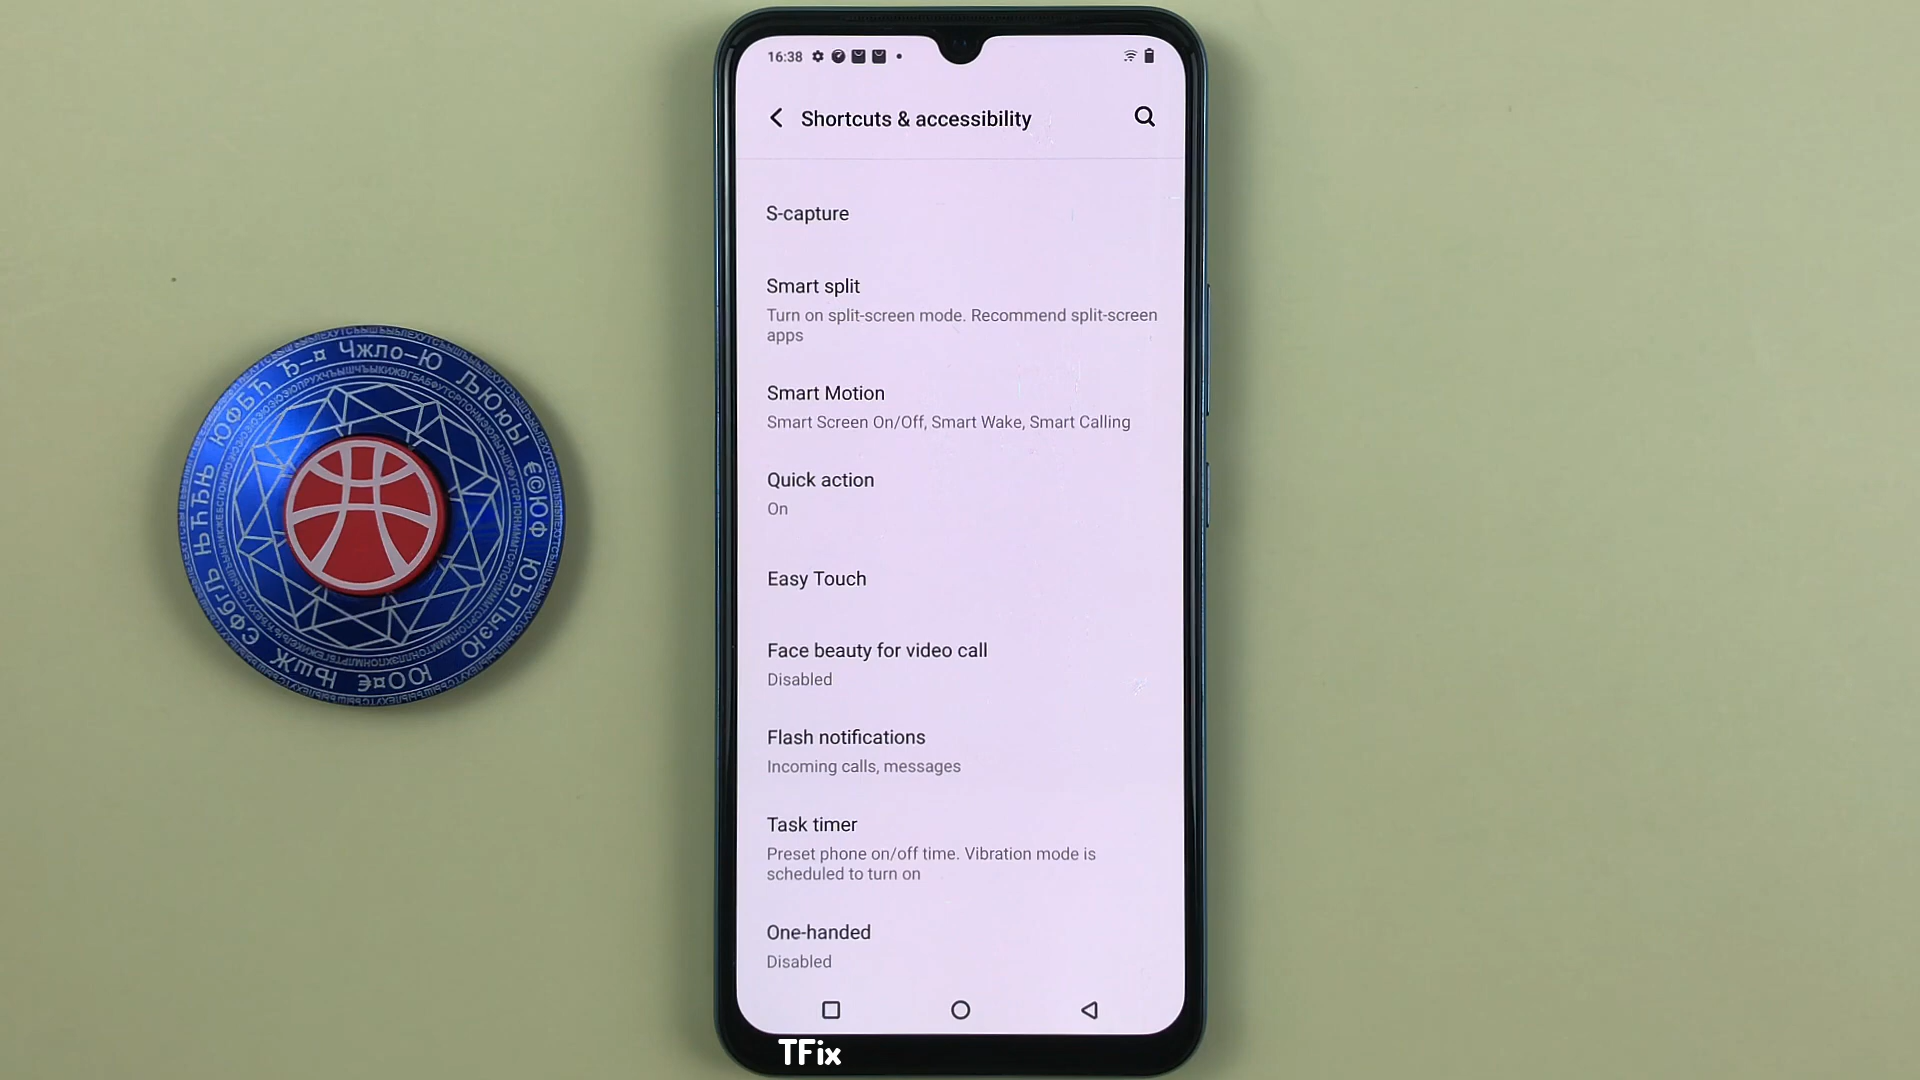 16:38
Shortcuts & accessibility
S-capture
Smart split
Turn on split-screen mode. Recommend split-screen
apps
Smart Motion
Smart Screen On/Off, Smart Wake, Smart Calling
Quick action
On
Easy Touch
Face beauty for video call
Disabled
Flash notifications
Incoming calls, messages
Task timer
Preset phone on/off time. Vibration mode is
scheduled to turn on
One-handed
Disabled
TFix